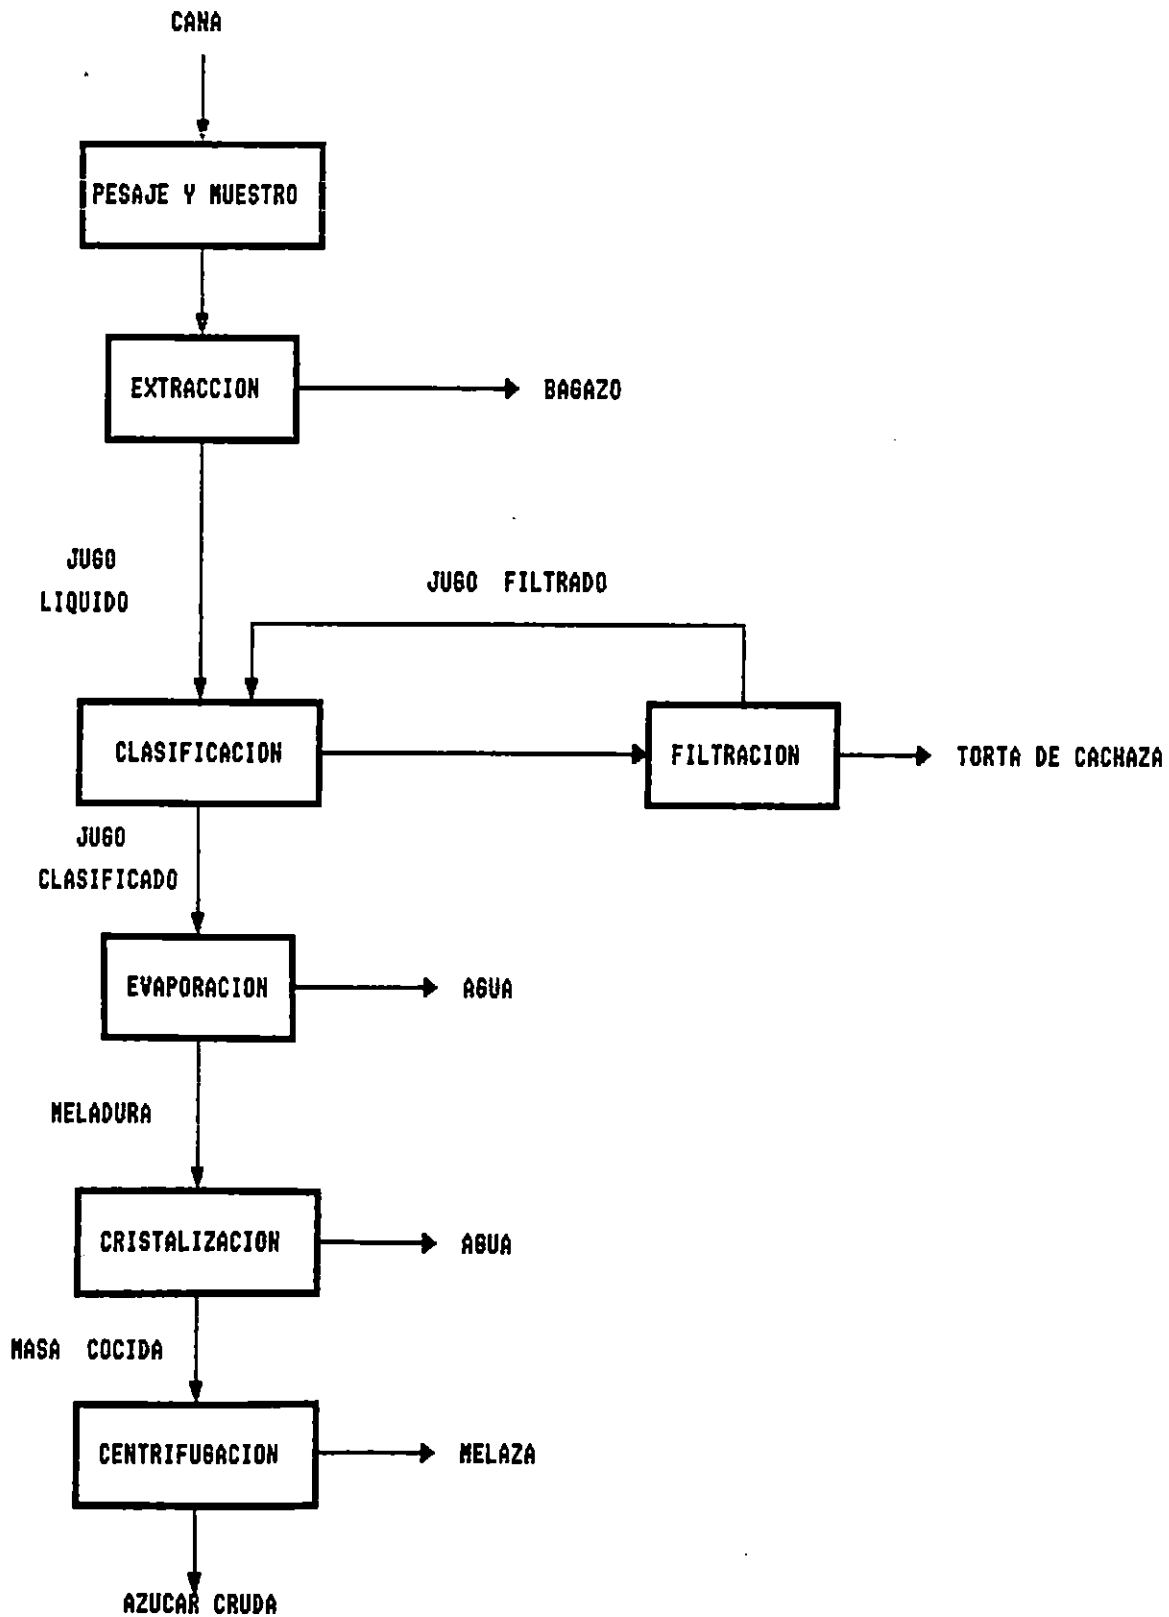 CANA
PESAJE Y MUESTRO
EXTRACCION
BAGAZO
JUGO
LIQUIDO
JUGO FILTRADO
CLASIFICACION
FILTRACION
TORTA DE CACHAZA
JUGO
CLASIFICADO
EVAPORACION
AGUA
MELADURA
CRISTALIZACION
AGUA
MASA COCIDA
CENTRIFUGACION
MELAZA
AZUCAR CRUDA